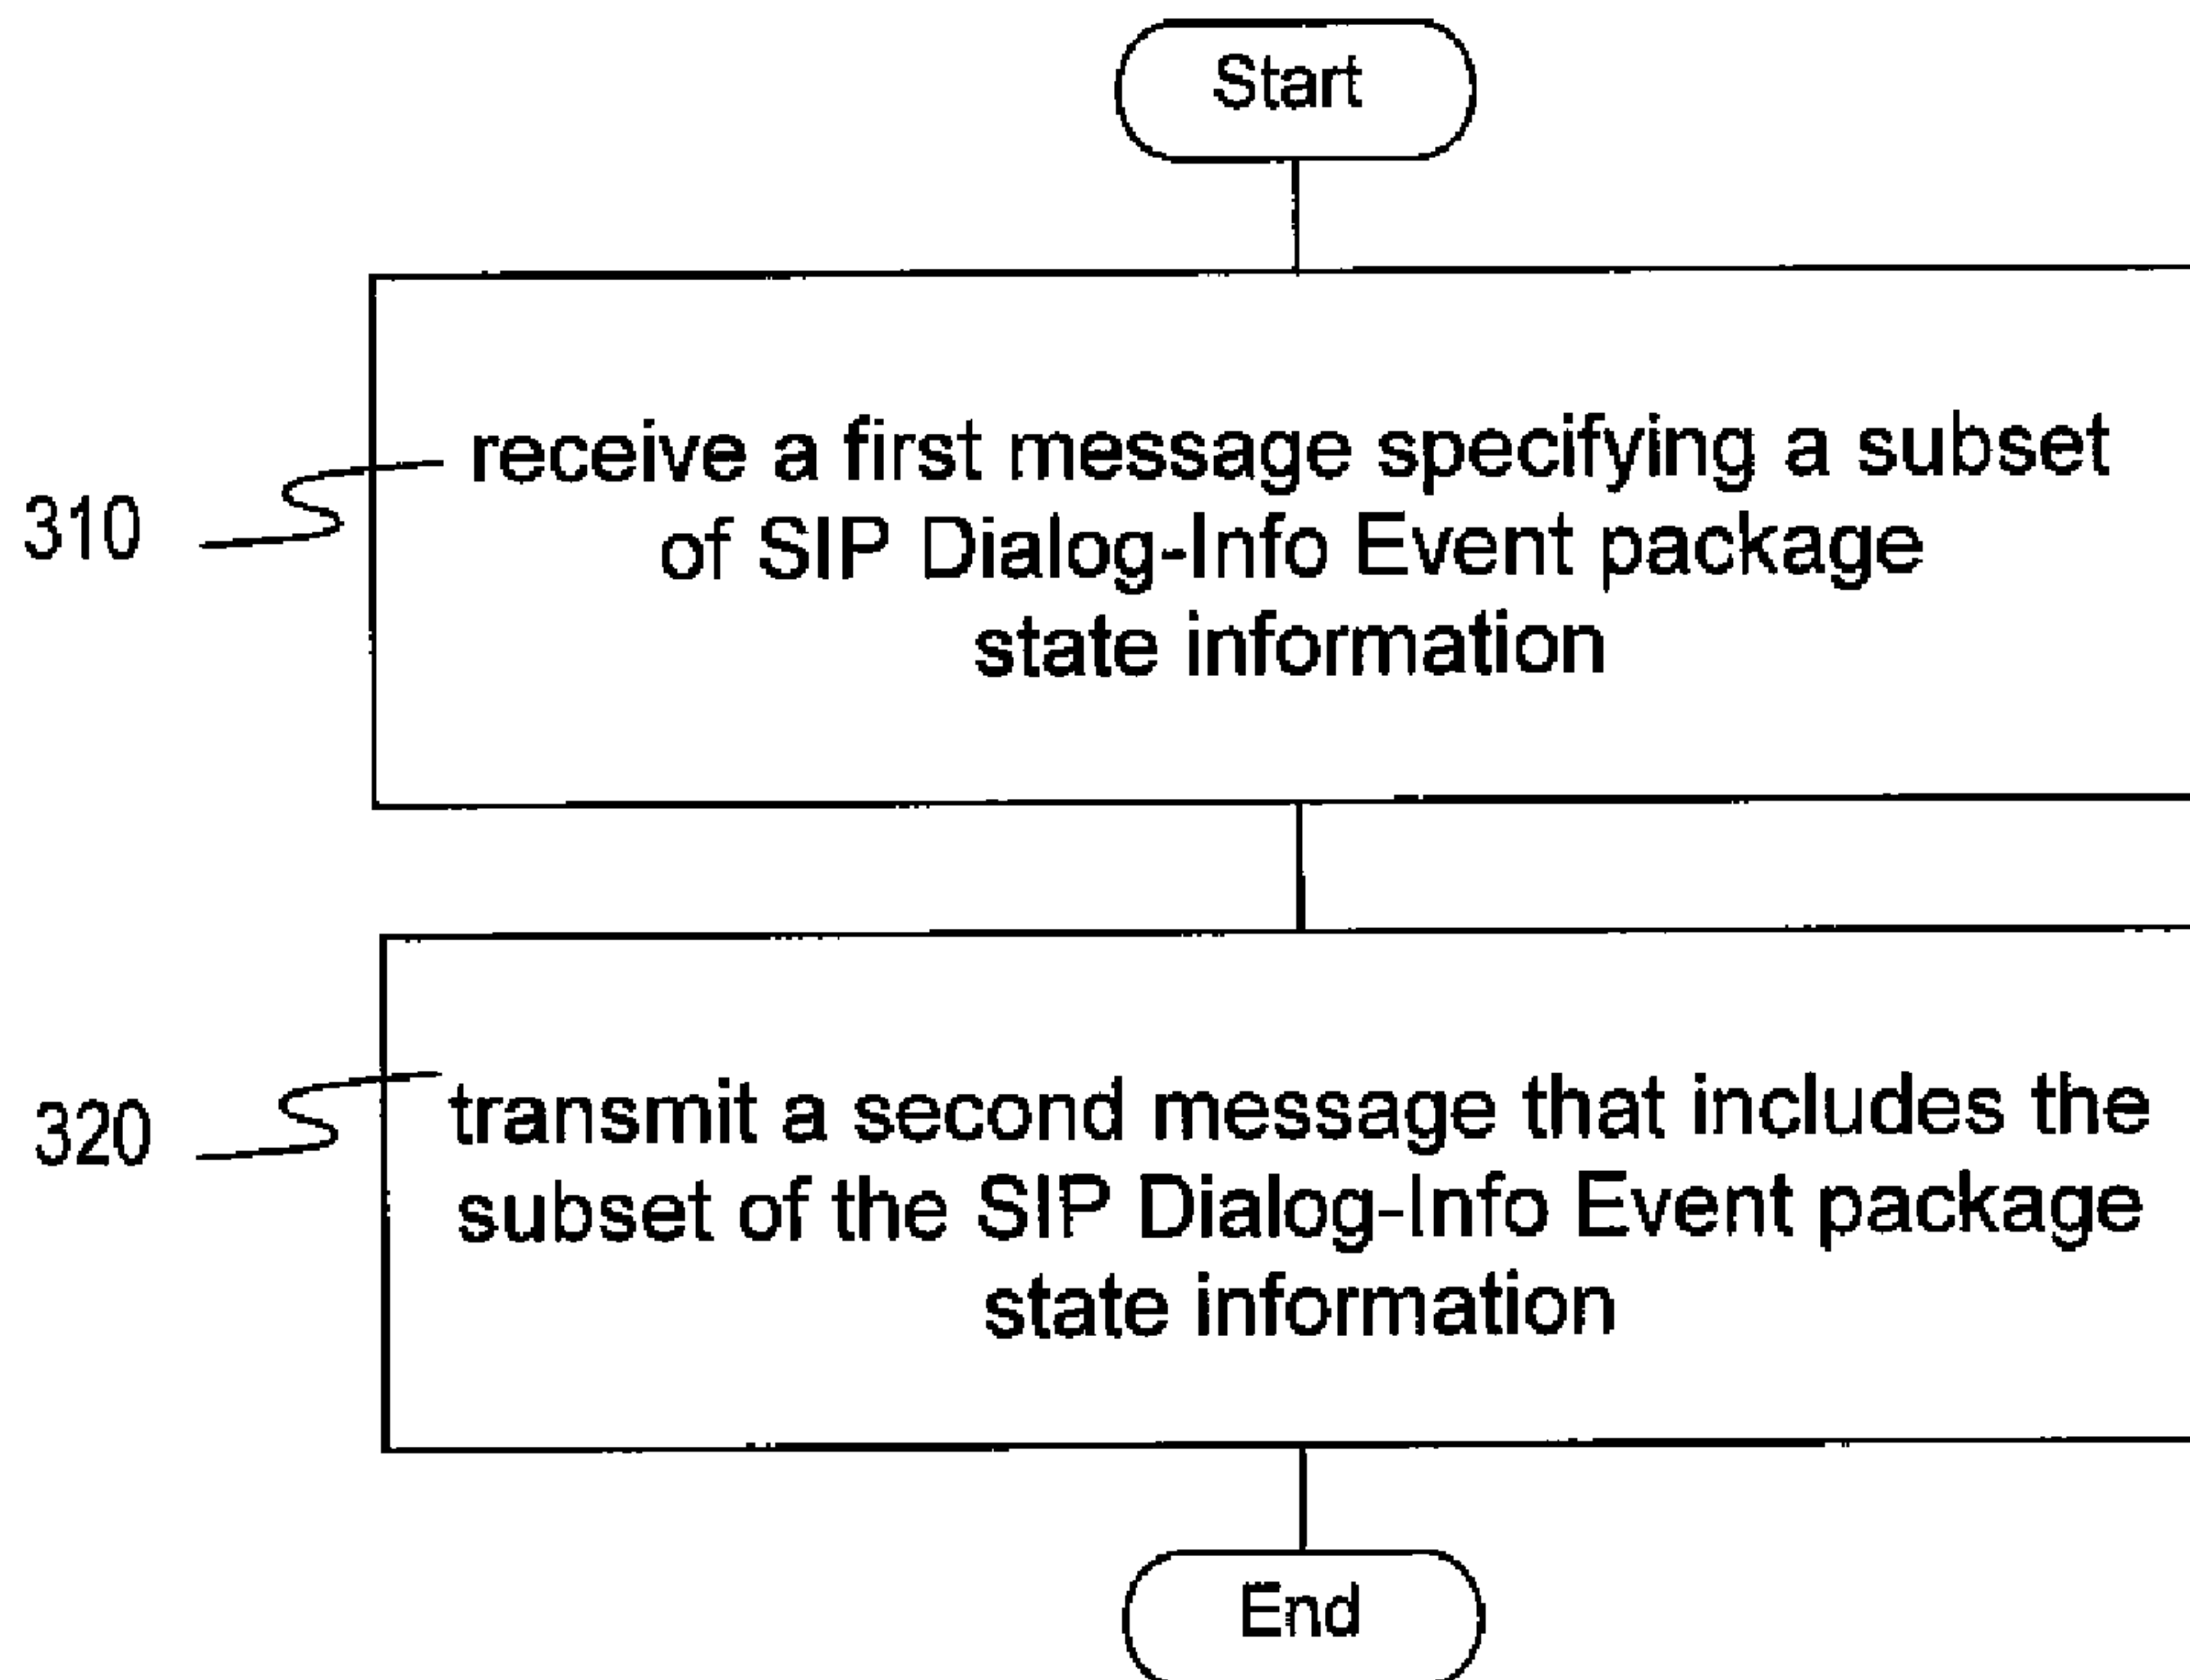 Start
310
receive a first message specifying a subset
of SIP Dialog-Info Event package
state information
320
transmit a second message that includes the
subset of the SIP Dialog-Info Event package
state information
End